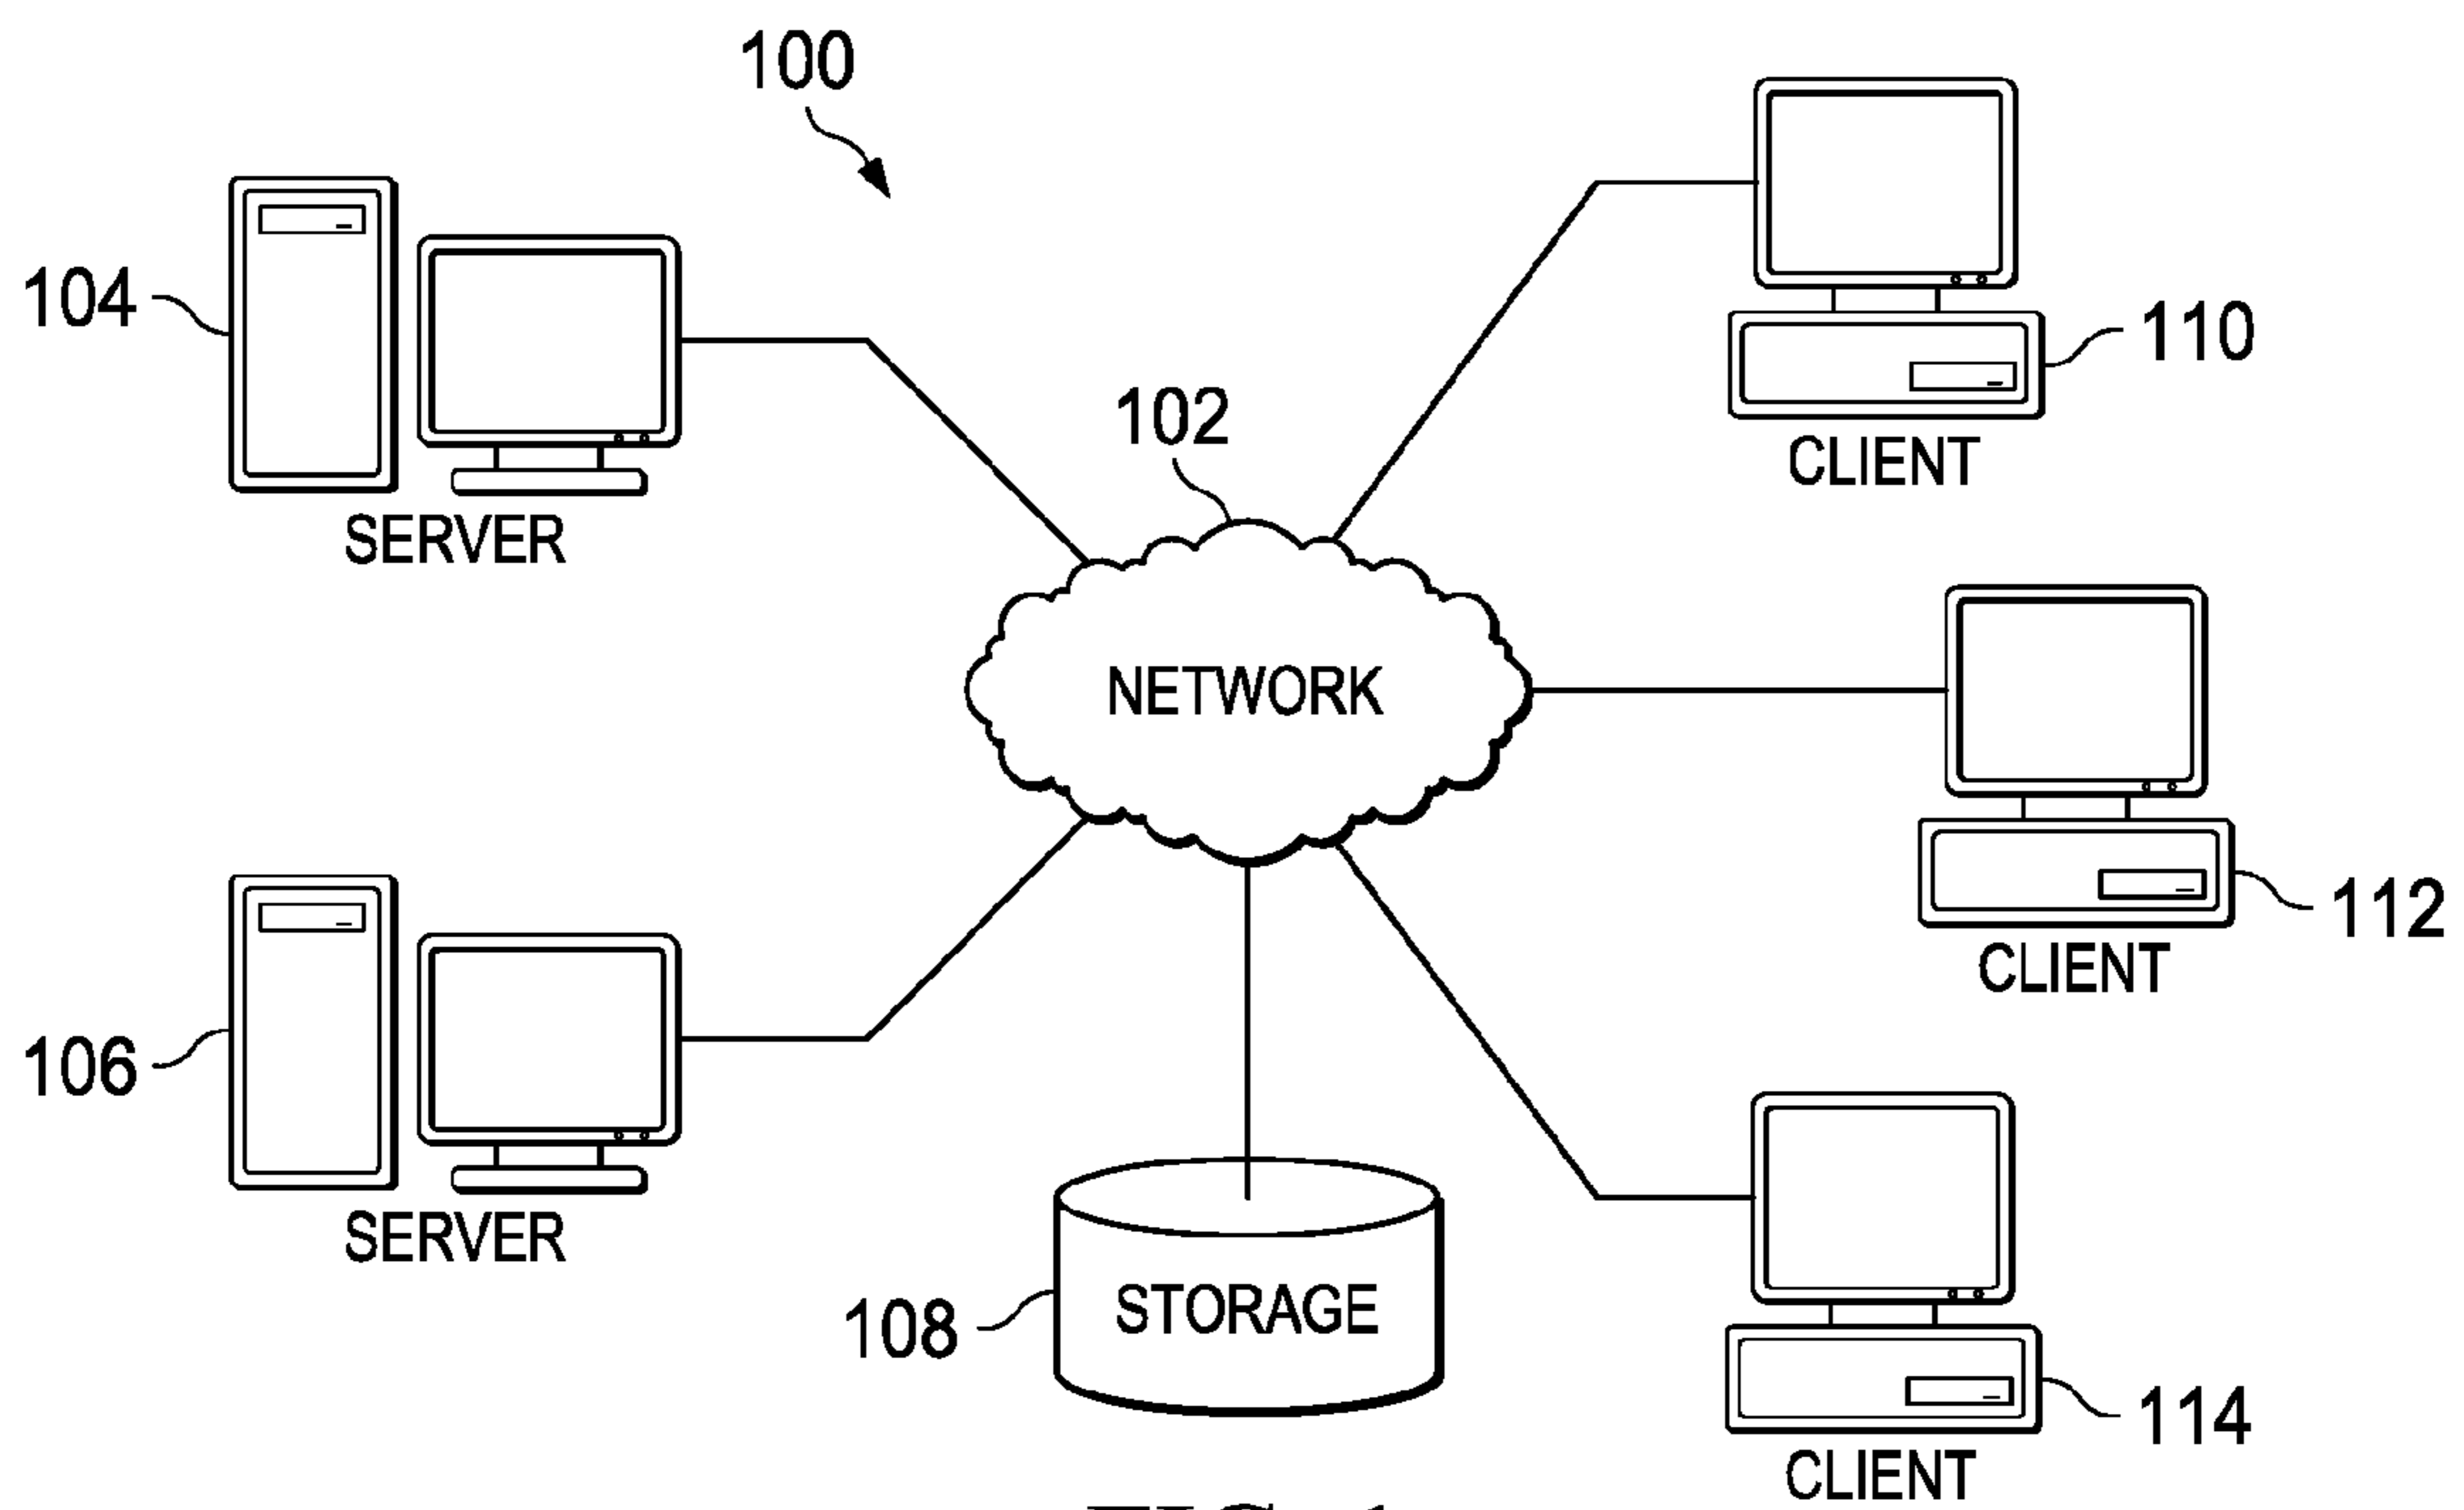 100
104
SERVER
110
CLIENT
102
NETWORK
112
CLIENT
106
SERVER
108
STORAGE
114
CLIENT